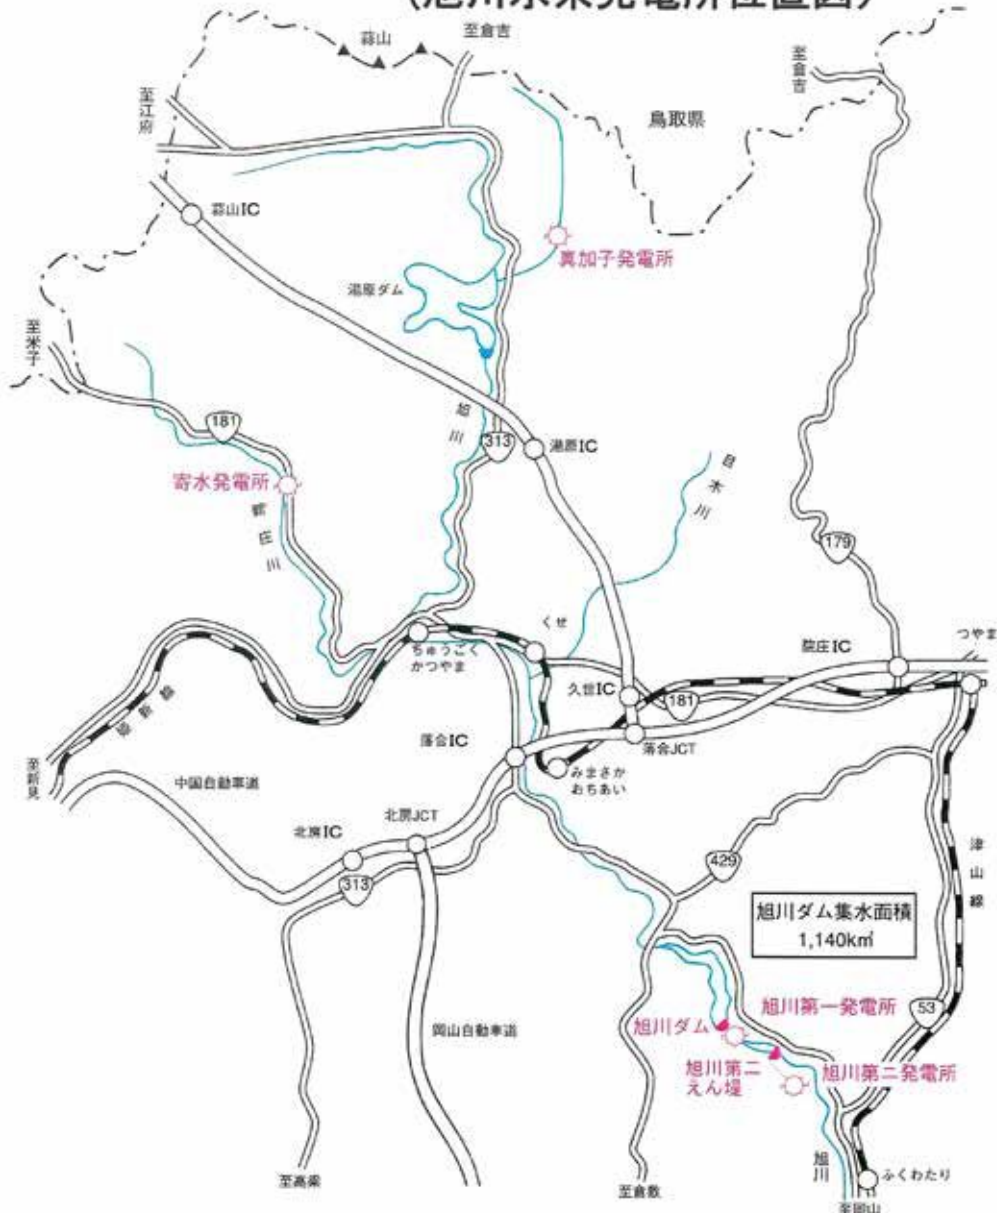 (旭川水系発電所位置図)
至倉吉
蒜山
至倉吉
至江府
鳥取県
蒜山IC
真加子発電所
湯原ダム
至米子
旭川
181
313
湯原IC
目木川
寄水発電所
179
くせ
ちゅうごく
かつやま
つやま
院庄IC
久世IC
181
落合IC
落合JCT
至新見
みまさか
おちあい
中国自動車道
北房JCT
北房IC
313
429
津山線
旭川ダム集水面積
1,140km²
旭川第一発電所
53
岡山自動車道
旭川ダム
旭川第二
えん堤
旭川第二発電所
旭川
ふくわたり
至高梁
至倉敷
至岡山